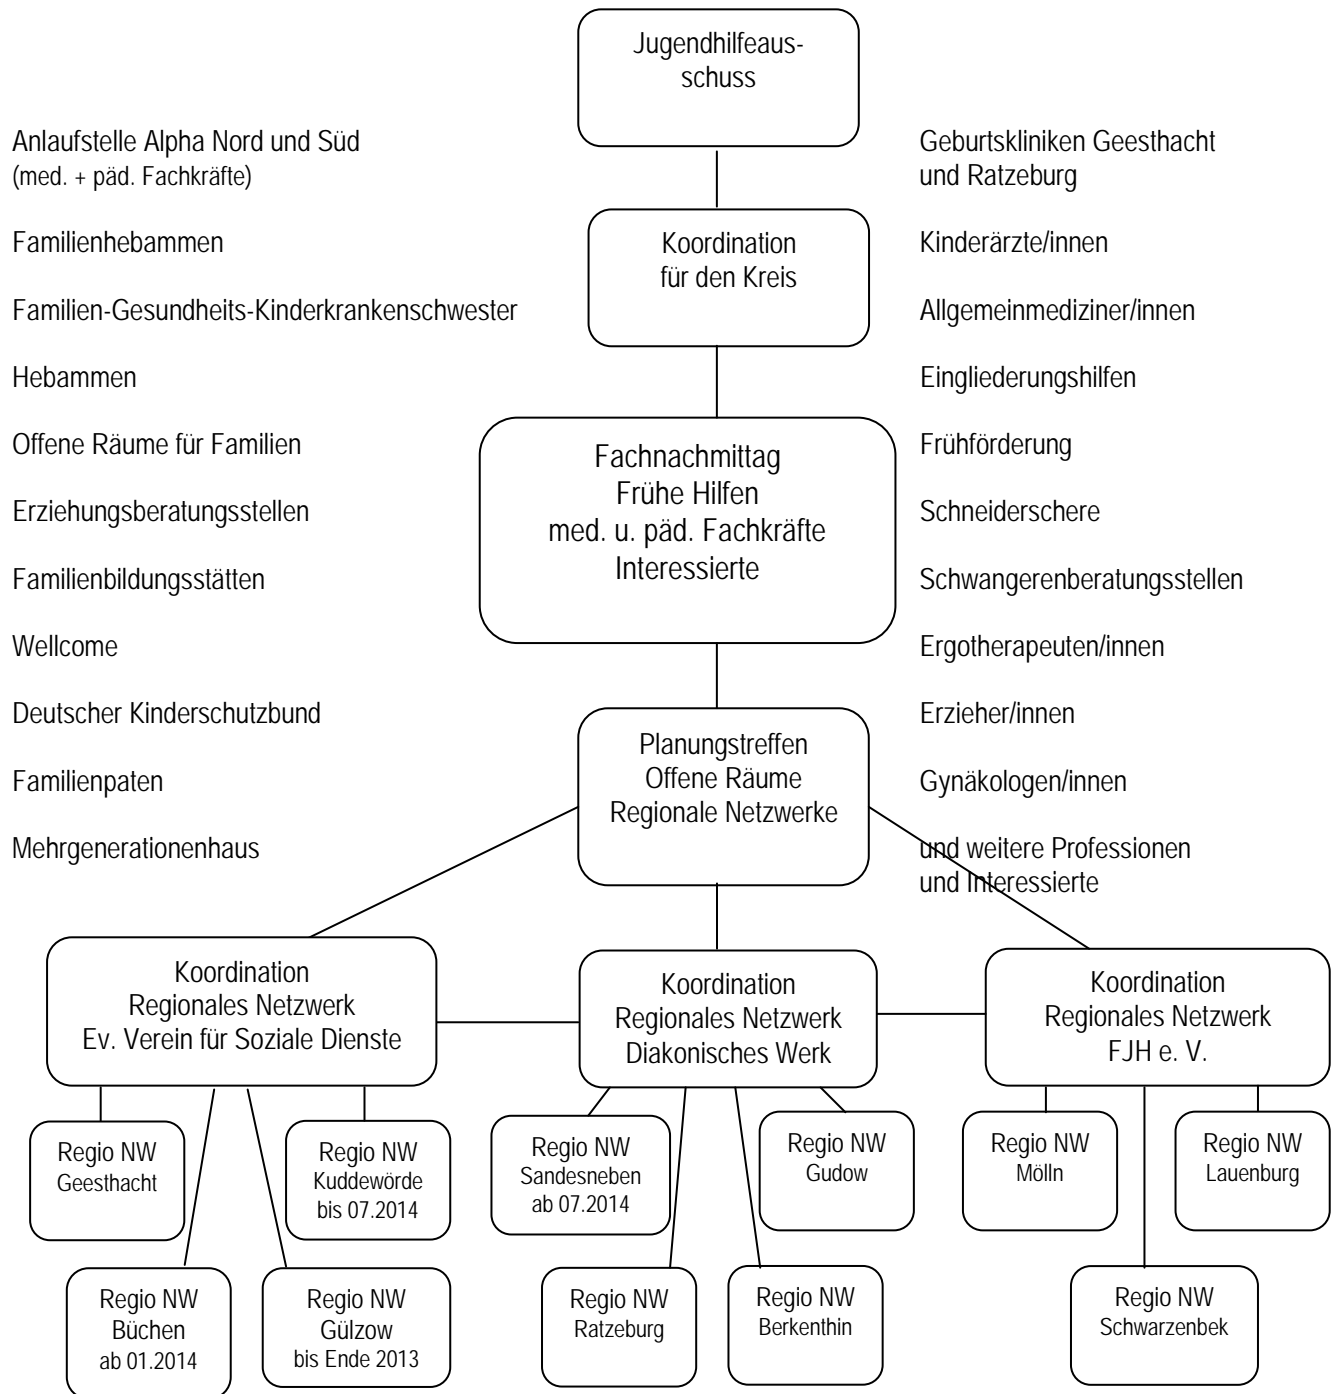 Jugendhilfeaus-
schuss
Anlaufstelle Alpha Nord und Süd
(med. + päd. Fachkräfte)
Familienhebammen
Familien-Gesundheits-Kinderkrankenschwester
Hebammen
Offene Räume für Familien
Erziehungsberatungsstellen
Familienbildungsstätten
Wellcome
Deutscher Kinderschutzbund
Familienpaten
Mehrgenerationenhaus
Koordination
für den Kreis
Fachnachmittag
Frühe Hilfen
med. u. päd. Fachkräfte
Interessierte
Planungstreffen
Offene Räume
Regionale Netzwerke
Geburtskliniken Geesthacht
und Ratzeburg
Kinderärzte/innen
Allgemeinmediziner/innen
Eingliederungshilfen
Frühförderung
Schneiderschere
Schwangerenberatungsstellen
Ergotherapeuten/innen
Erzieher/innen
Gynäkologen/innen
und weitere Professionen
und Interessierte
Koordination
Regionales Netzwerk
Ev. Verein für Soziale Dienste
Koordination
Regionales Netzwerk
Diakonisches Werk
Koordination
Regionales Netzwerk
FJH e. V.
Regio NW
Geesthacht
Regio NW
Kuddewörde
bis 07.2014
Regio NW
Sandesneben
ab 07.2014
Regio NW
Gudow
Regio NW
Mölln
Regio NW
Lauenburg
Regio NW
Büchen
ab 01.2014
Regio NW
Gülzow
bis Ende 2013
Regio NW
Ratzeburg
Regio NW
Berkenthin
Regio NW
Schwarzenbek